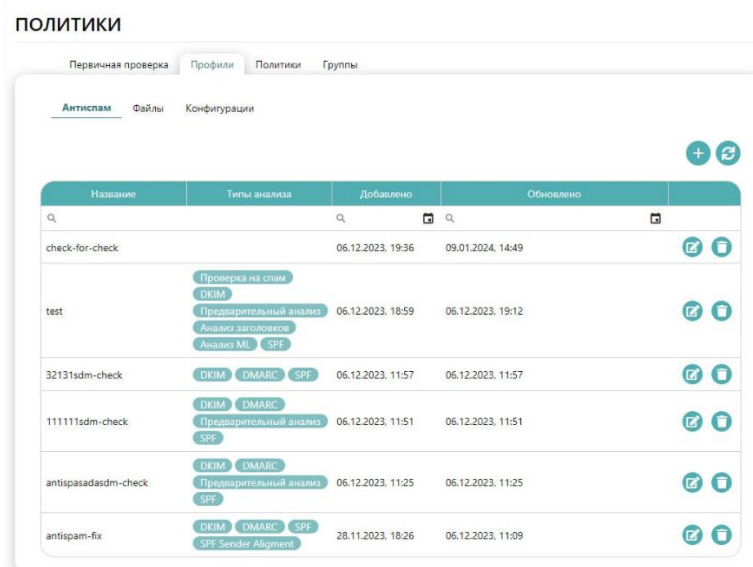 ПОЛИТИКИ
Первичная проверка Профили Политики Группы
Антиспам Файлы Конфигурации
Название Типы анализа Добавлено Обновлено
check-for-check 06.12.2023, 19:36 09.01.2024, 14:49
Проверка на спам
DKIM
test Предварительный анализ 06.12.2023, 18:59 06.12.2023, 19:12
Анализ заголовков
Анализ ML SPF
32131sdm-check DKIM DMARC SPF 06.12.2023, 11:57 06.12.2023, 11:57
DKIM DMARC
111111sdm-check Предварительный анализ 06.12.2023, 11:51 06.12.2023, 11:51
SPF
DKIM DMARC
antispasadasdm-check Предварительный анализ 06.12.2023, 11:25 06.12.2023, 11:25
SPF
DKIM DMARC SPF
antispam-fix 28.11.2023, 18:26 06.12.2023, 11:09
SPF Sender Aligment